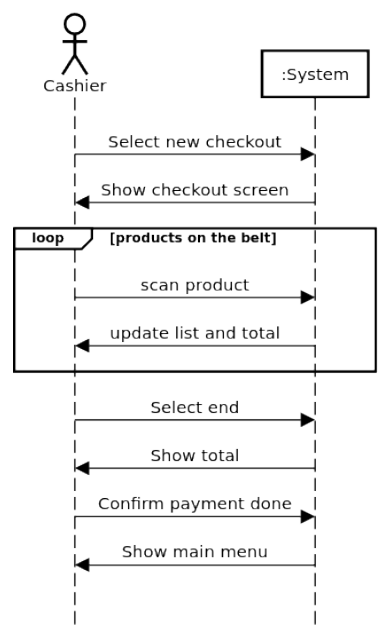 Cashier
:System
Select new checkout
Show checkout screen
loop [products on the belt]
scan product
update list and total
Select end
Show total
Confirm payment done
Show main menu